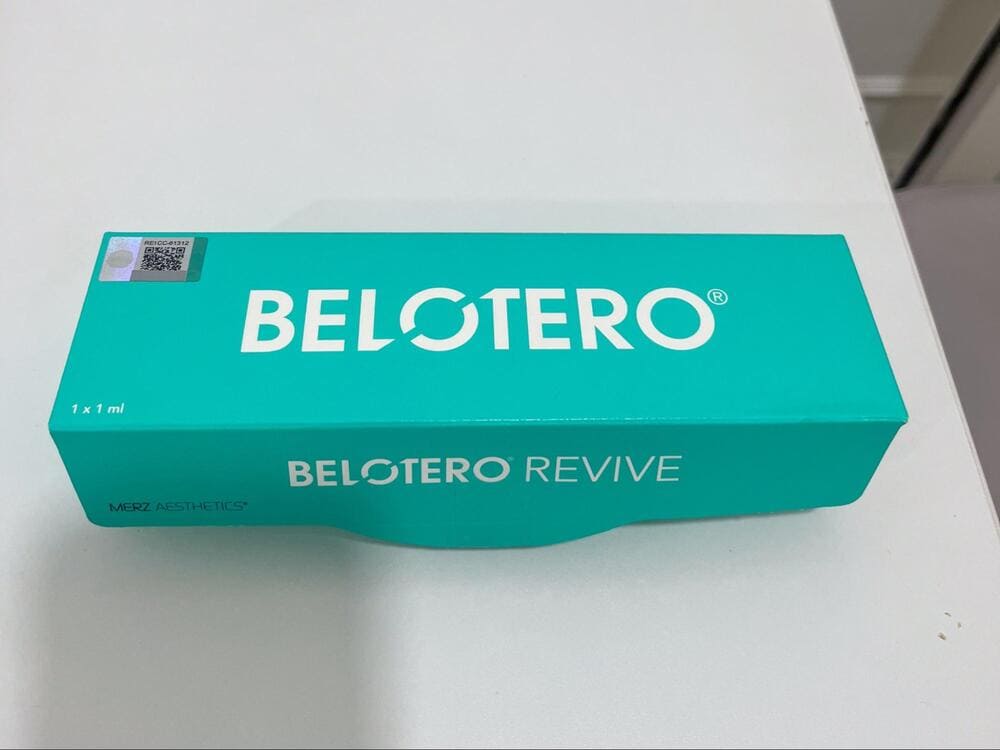 RE1CC-61312
BELOTERO®
1 x 1 ml
BELOTERO® REVIVE
MERZ AESTHETICS®